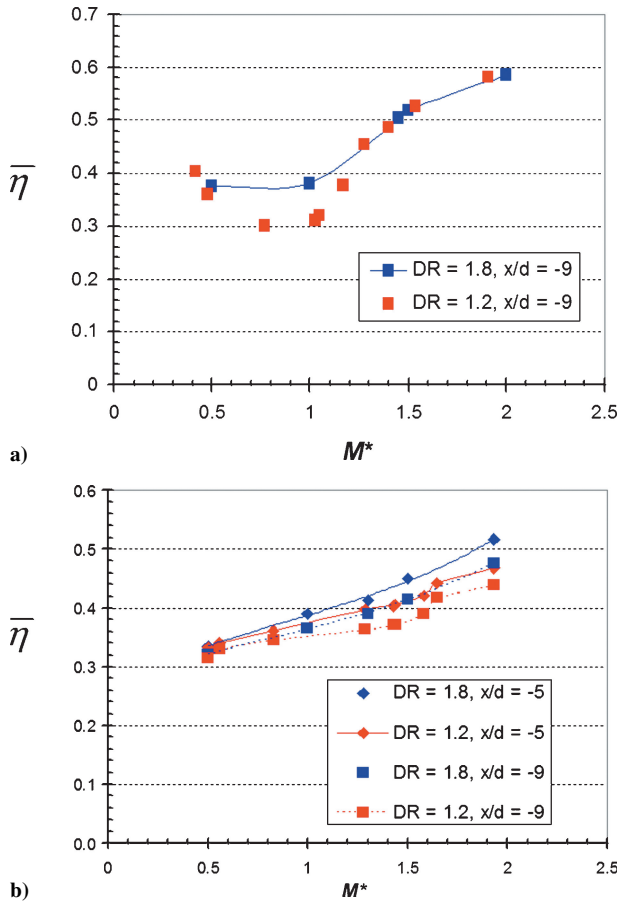 0.7
0.6
0.5
0.4
0.3
0.2
0.1
0
η̅
DR = 1.8, x/d = -9
DR = 1.2, x/d = -9
0 0.5 1 1.5 2 2.5
a)
M*
0.6
0.5
0.4
0.3
0.2
0.1
0.0
η̅
DR = 1.8, x/d = -5
DR = 1.2, x/d = -5
DR = 1.8, x/d = -9
DR = 1.2, x/d = -9
0 0.5 1 1.5 2 2.5
b)
M*